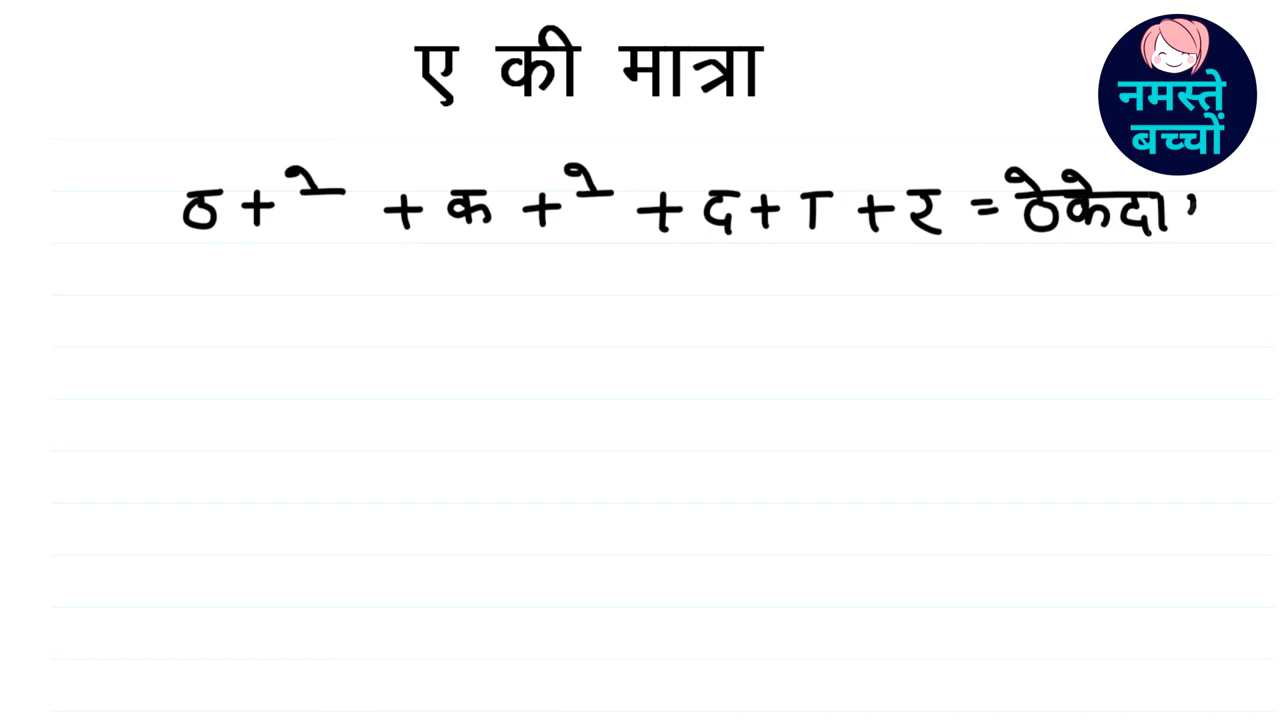 ए की मात्रा
नमस्ते
बच्चों
ठ + े + क + े + द + ा + र = ठेकेदा